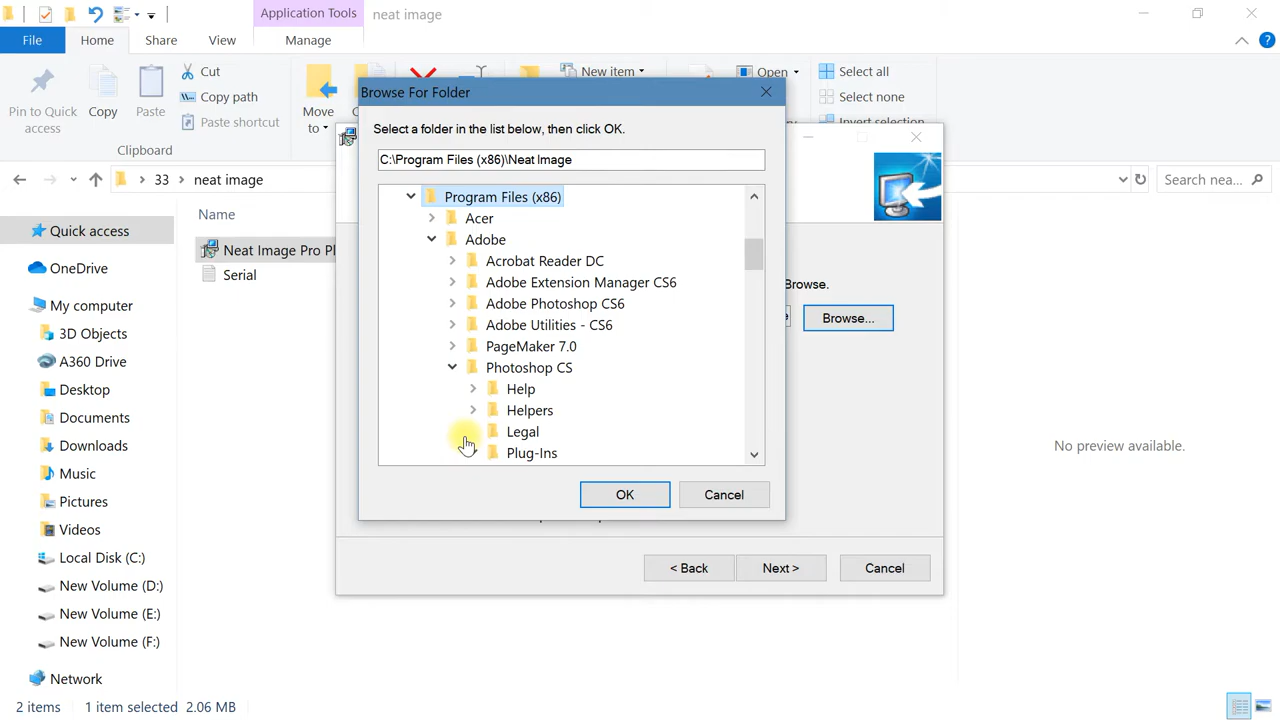 Application Tools
neat image
File
Home
Share
View
Manage
Pin to Quick
access
Copy
Paste
Cut
Copy path
Paste shortcut
Clipboard
Move
to
New item
Open
Select all
Select none
Invert selection
33
neat image
Search nea...
Quick access
OneDrive
My computer
3D Objects
A360 Drive
Desktop
Documents
Downloads
Music
Pictures
Videos
Local Disk (C:)
New Volume (D:)
New Volume (E:)
New Volume (F:)
Network
Name
Neat Image Pro Pl
Serial
Browse For Folder
Select a folder in the list below, then click OK.
C:\Program Files (x86)\Neat Image
Program Files (x86)
Acer
Adobe
Acrobat Reader DC
Adobe Extension Manager CS6
Adobe Photoshop CS6
Adobe Utilities - CS6
PageMaker 7.0
Photoshop CS
Help
Helpers
Legal
Plug-Ins
OK
Cancel
Browse.
Browse...
< Back
Next >
Cancel
No preview available.
2 items
1 item selected 2.06 MB